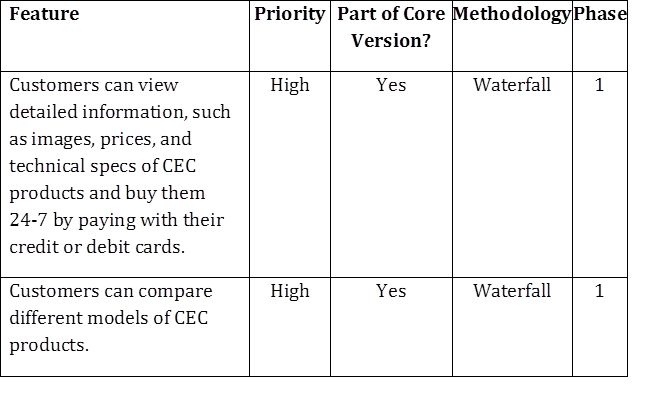 Feature Priority Part of Core Methodology Phase
Version?
Customers can view High Yes Waterfall 1
detailed information, such
as images, prices, and
technical specs of CEC
products and buy them
24-7 by paying with their
credit or debit cards.
Customers can compare High Yes Waterfall 1
different models of CEC
products.